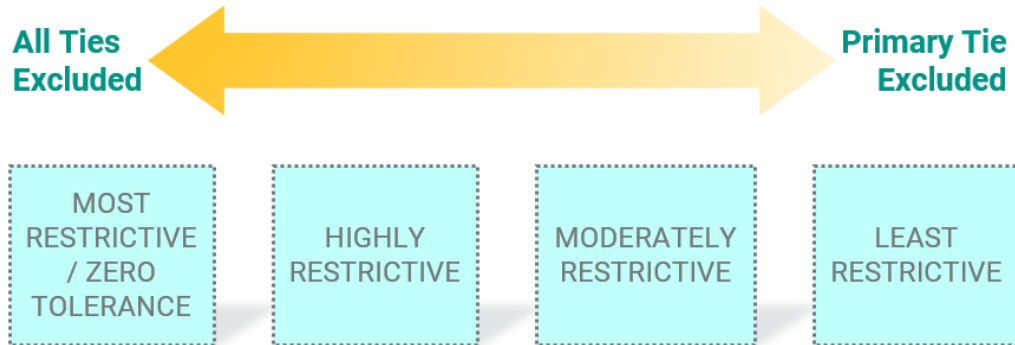 All Ties
Excluded
Primary Tie
Excluded
MOST
RESTRICTIVE
/ ZERO
TOLERANCE
HIGHLY
RESTRICTIVE
MODERATELY
RESTRICTIVE
LEAST
RESTRICTIVE